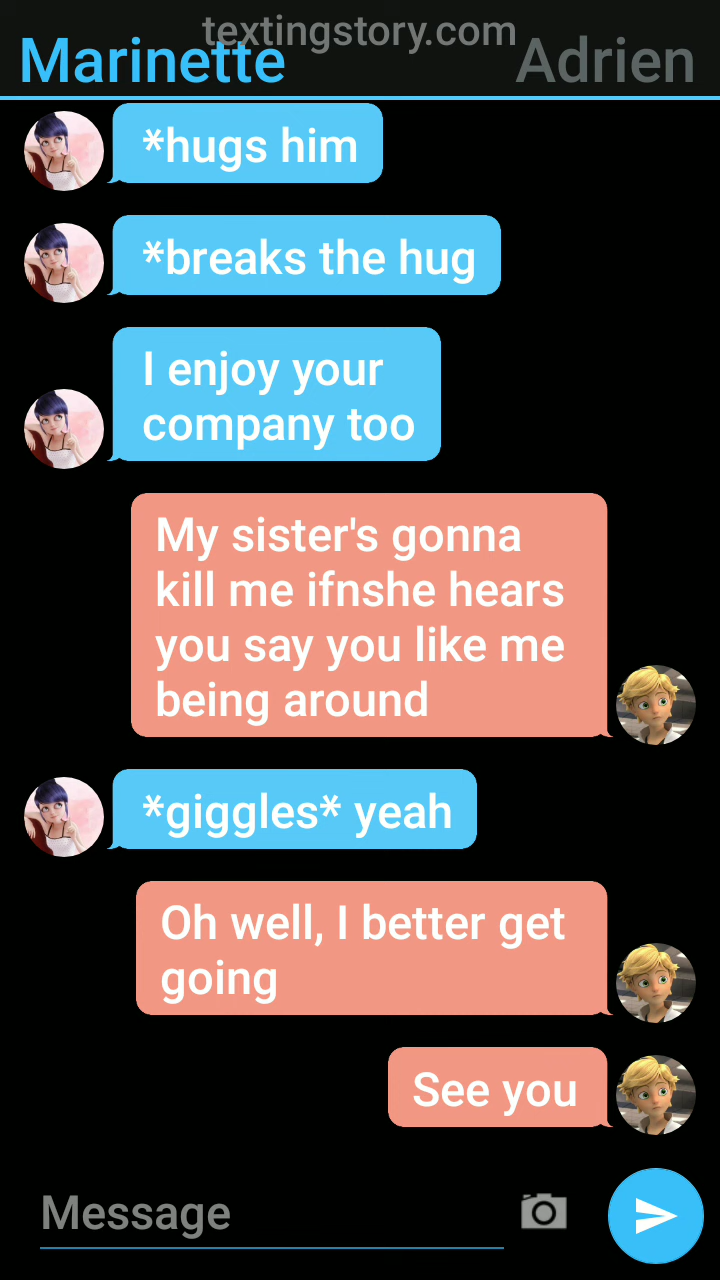 textingstory.com
Marinette
Adrien
*hugs him
*breaks the hug
I enjoy your
company too
My sister's gonna
kill me ifnshe hears
you say you like me
being around
*giggles* yeah
Oh well, I better get
going
See you
Message